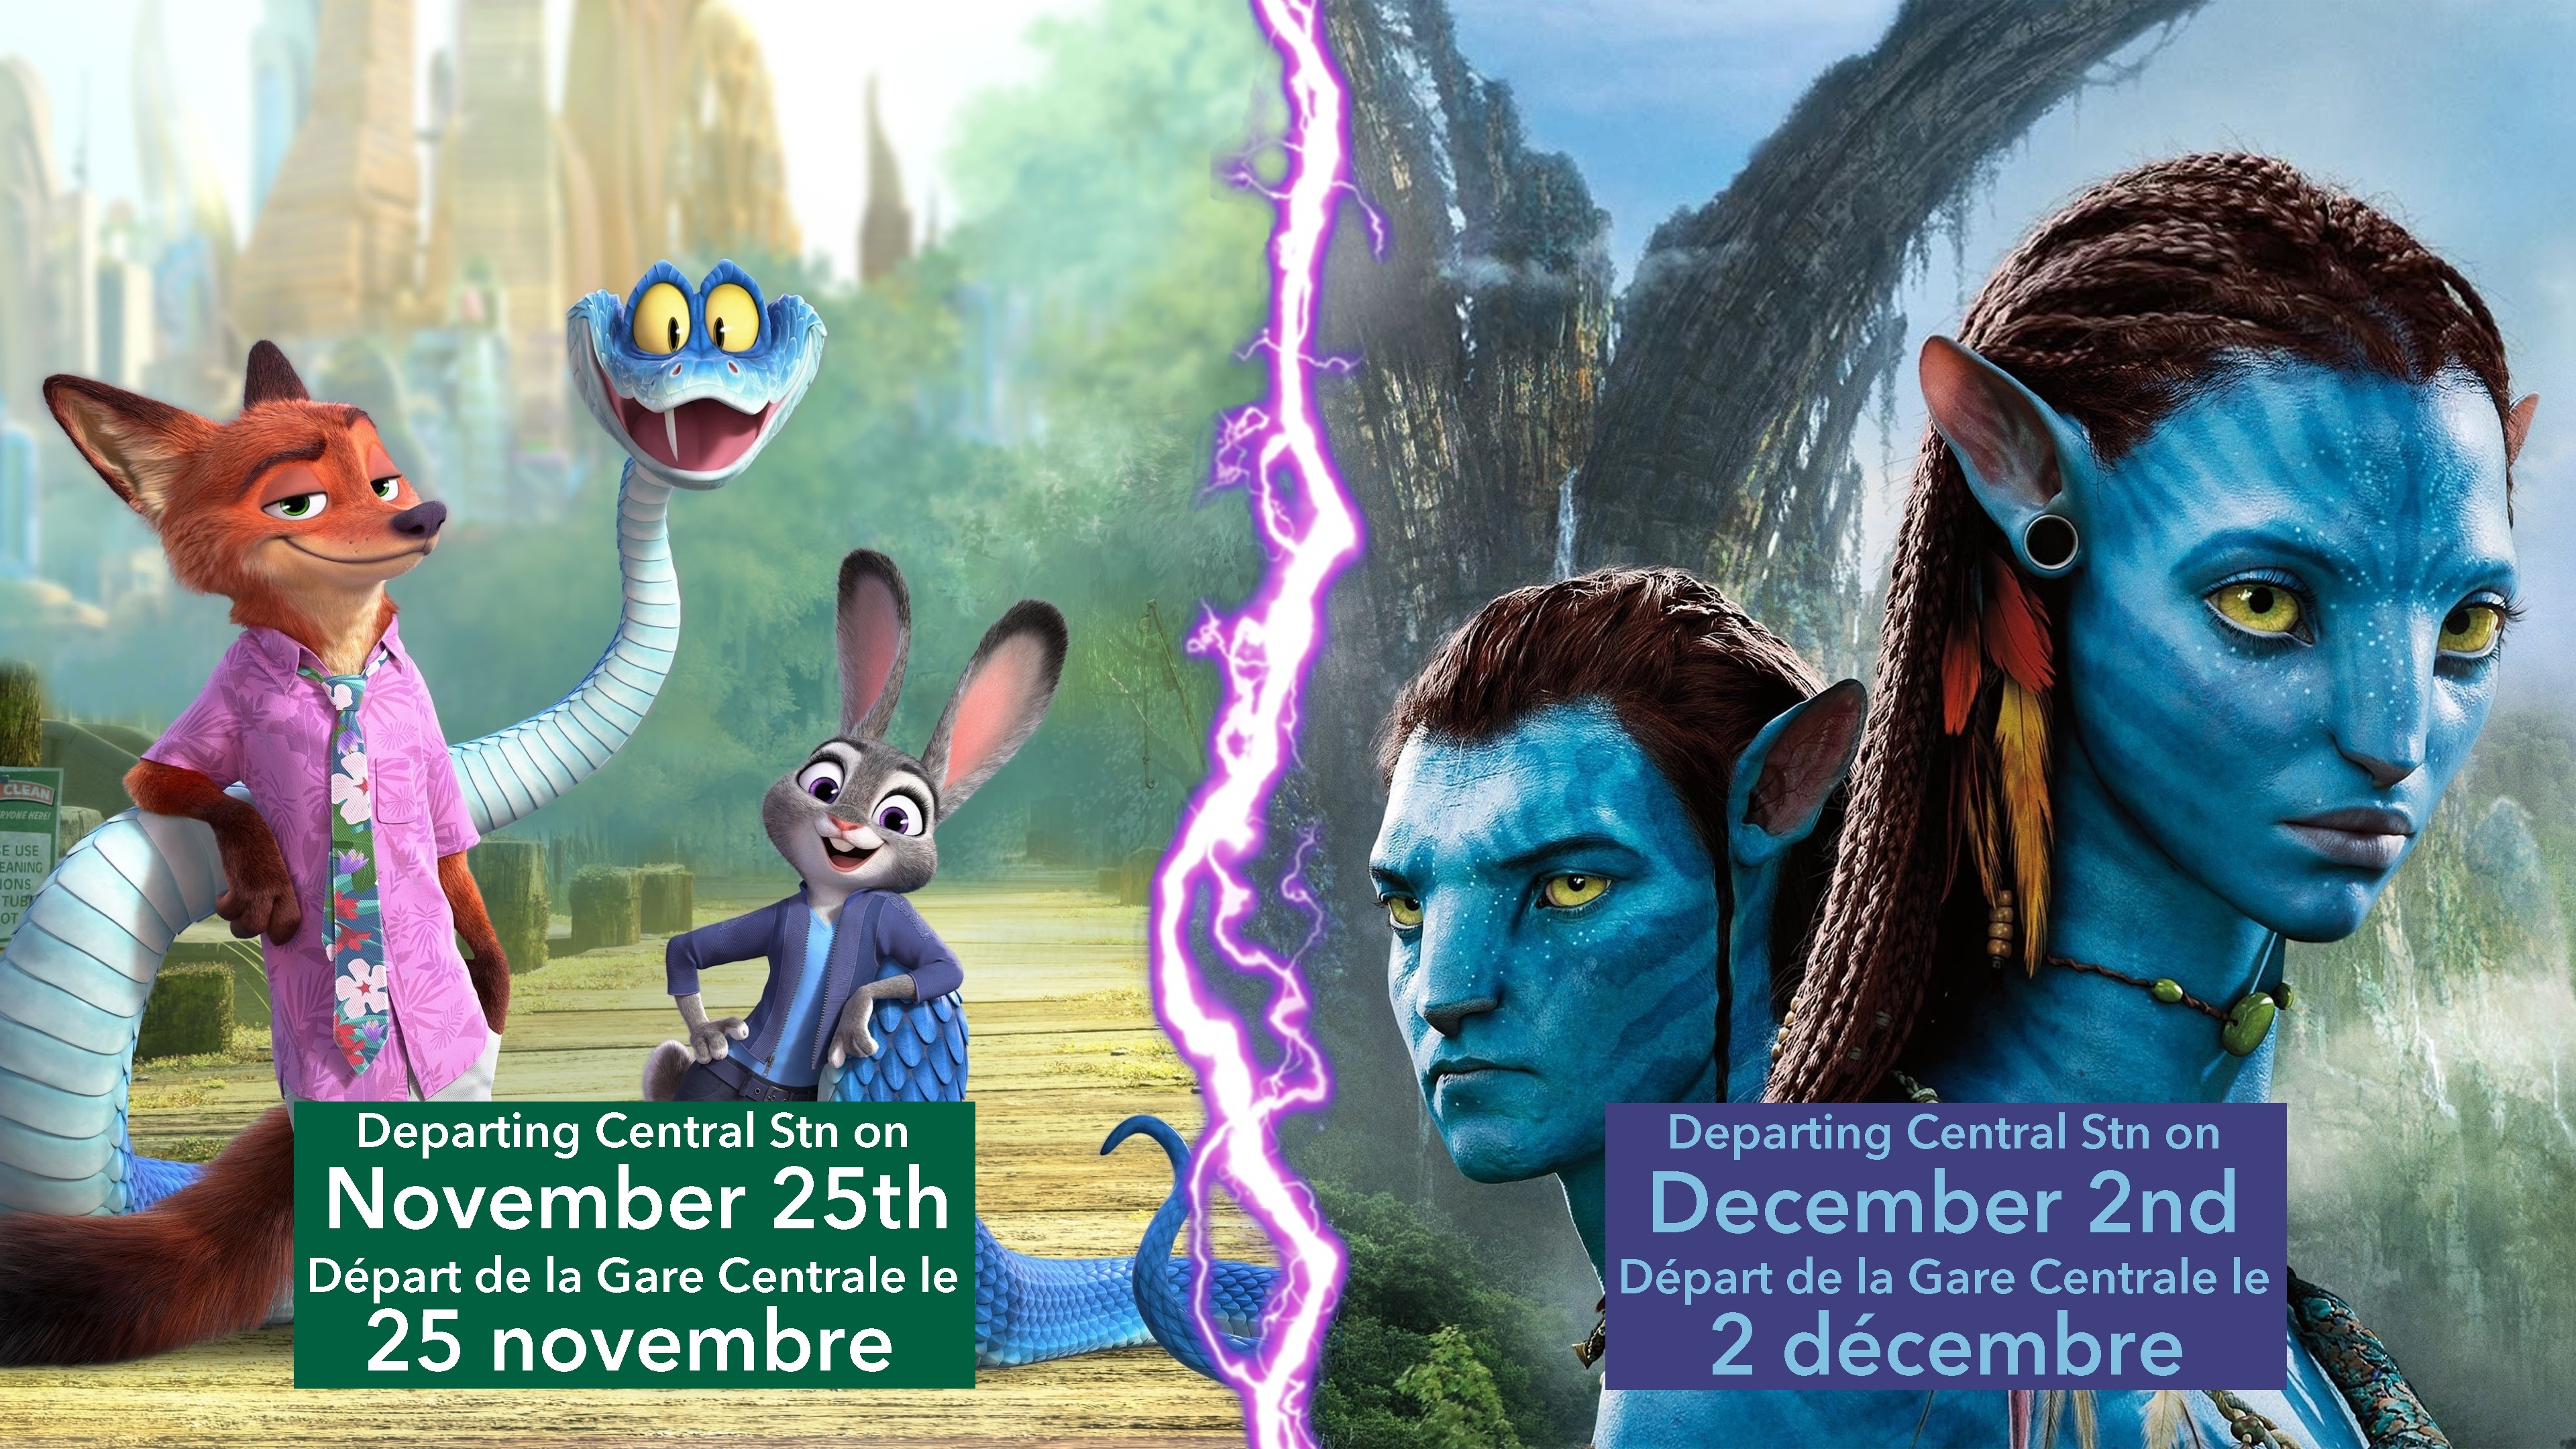 CLEAN
Departing Central Stn on
November 25th
Départ de la Gare Centrale le
25 novembre
Departing Central Stn on
December 2nd
Départ de la Gare Centrale le
2 décembre